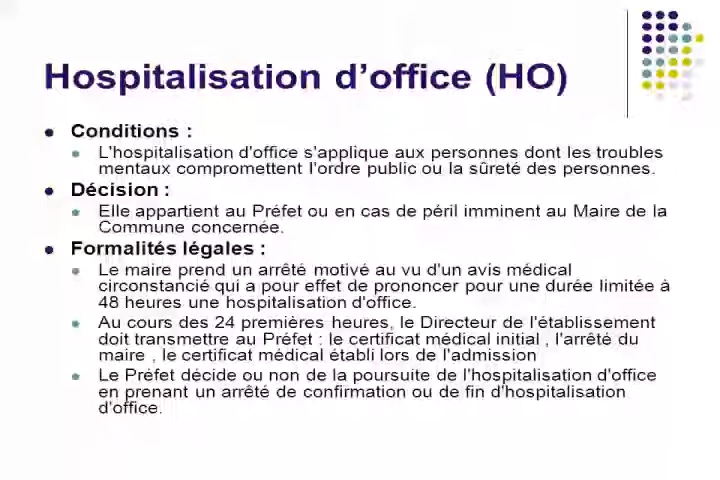 Hospitalisation d'office (HO)
Conditions :
L'hospitalisation d'office s'applique aux personnes dont les troubles
mentaux compromettent l'ordre public ou la sûreté des personnes.
Décision :
Elle appartient au Préfet ou en cas de péril imminent au Maire de la
Commune concernée.
Formalités légales :
Le maire prend un arrêté motivé au vu d'un avis médical
circonstancié qui a pour effet de prononcer pour une durée limitée à
48 heures une hospitalisation d'office.
Au cours des 24 premières heures, le Directeur de l'établissement
doit transmettre au Préfet : le certificat médical initial , l'arrêté du
maire , le certificat médical établi lors de l'admission
Le Préfet décide ou non de la poursuite de l'hospitalisation d'office
en prenant un arrêté de confirmation ou de fin d'hospitalisation
d'office.